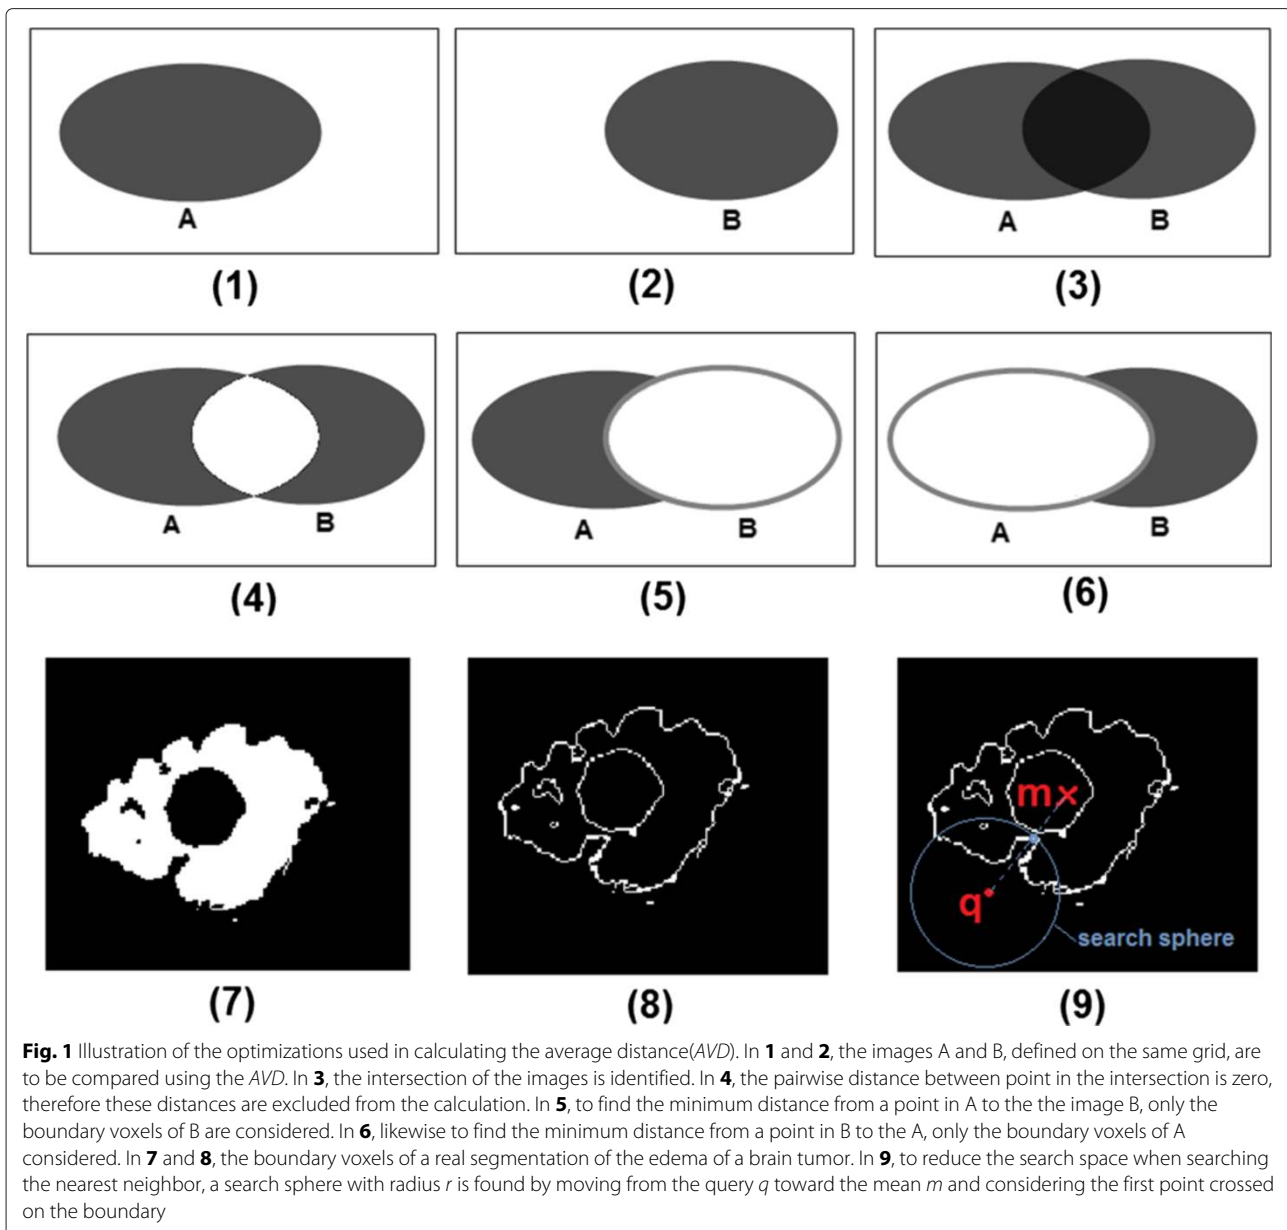 A
B
A
B
(1)
(2)
(3)
A
B
A
B
A
B
(4)
(5)
(6)
m
q
search sphere
(7)
(8)
(9)
Fig. 1 Illustration of the optimizations used in calculating the average distance(AVD). In 1 and 2, the images A and B, defined on the same grid, are
to be compared using the AVD. In 3, the intersection of the images is identified. In 4, the pairwise distance between point in the intersection is zero,
therefore these distances are excluded from the calculation. In 5, to find the minimum distance from a point in A to the the image B, only the
boundary voxels of B are considered. In 6, likewise to find the minimum distance from a point in B to the A, only the boundary voxels of A
considered. In 7 and 8, the boundary voxels of a real segmentation of the edema of a brain tumor. In 9, to reduce the search space when searching
the nearest neighbor, a search sphere with radius r is found by moving from the query q toward the mean m and considering the first point crossed
on the boundary